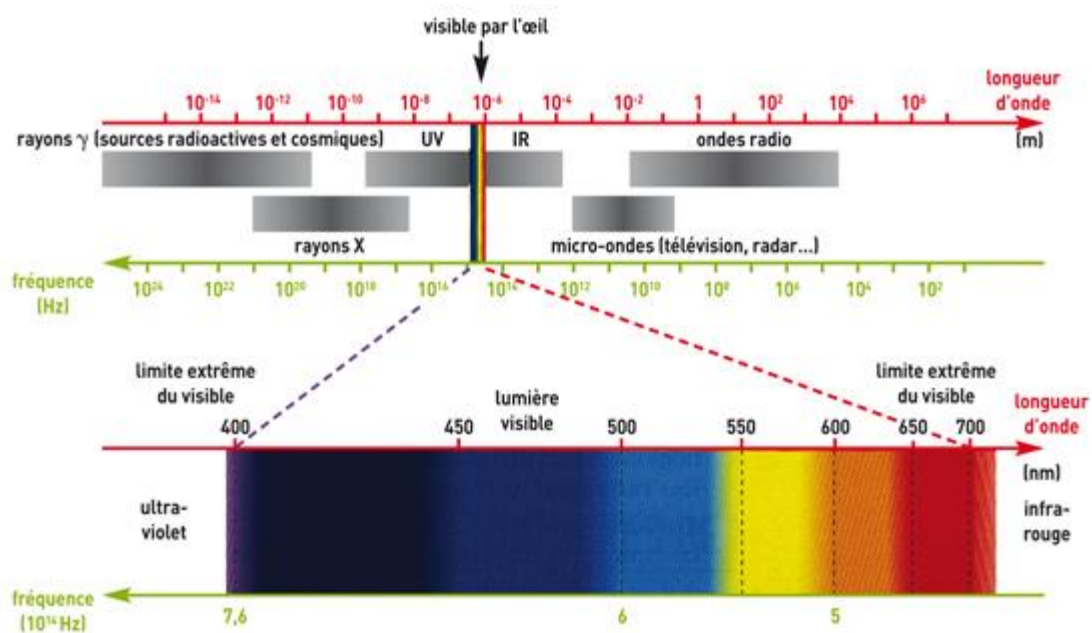 visible par l'œil
10⁻¹⁴ 10⁻¹² 10⁻¹⁰ 10⁻⁸ 10⁻⁶ 10⁻⁴ 10⁻² 1 10² 10⁴ 10⁶
longueur
d'onde
(m)
rayons γ (sources radioactives et cosmiques)
UV
IR
ondes radio
rayons X
micro-ondes (télévision, radar...)
fréquence
(Hz)
10²⁴ 10²² 10²⁰ 10¹⁸ 10¹⁶ 10¹⁴ 10¹² 10¹⁰ 10⁸ 10⁶ 10⁴ 10²
limite extrême
du visible
lumière
visible
limite extrême
du visible
400 450 500 550 600 650 700
longueur
d'onde
(nm)
ultra-
violet
infra-
rouge
fréquence
(10¹⁴ Hz)
7,6 6 5